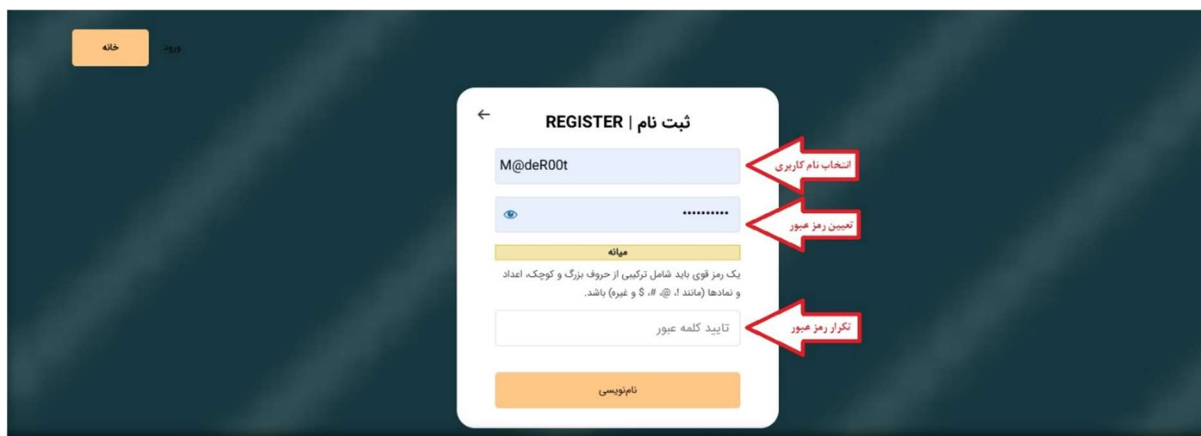 خانه
ورود
ثبت نام | REGISTER
M@deR00t
انتخاب نام کاربری
••••••••••
تعیین رمز عبور
میانه
یک رمز قوی باید شامل ترکیبی از حروف بزرگ و کوچک، اعداد
و نمادها (مانند !، @، #، $ و غیره) باشد.
تایید کلمه عبور
تکرار رمز عبور
نام‌نویسی